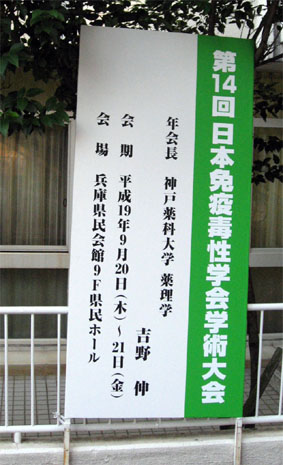 第14回 日本免疫毒性学会学術大会
年会長 神戸薬科大学 薬理学
吉野 伸
会 期 平成19年9月20日(木)~21日(金)
会 場 兵庫県民会館9F県民ホール